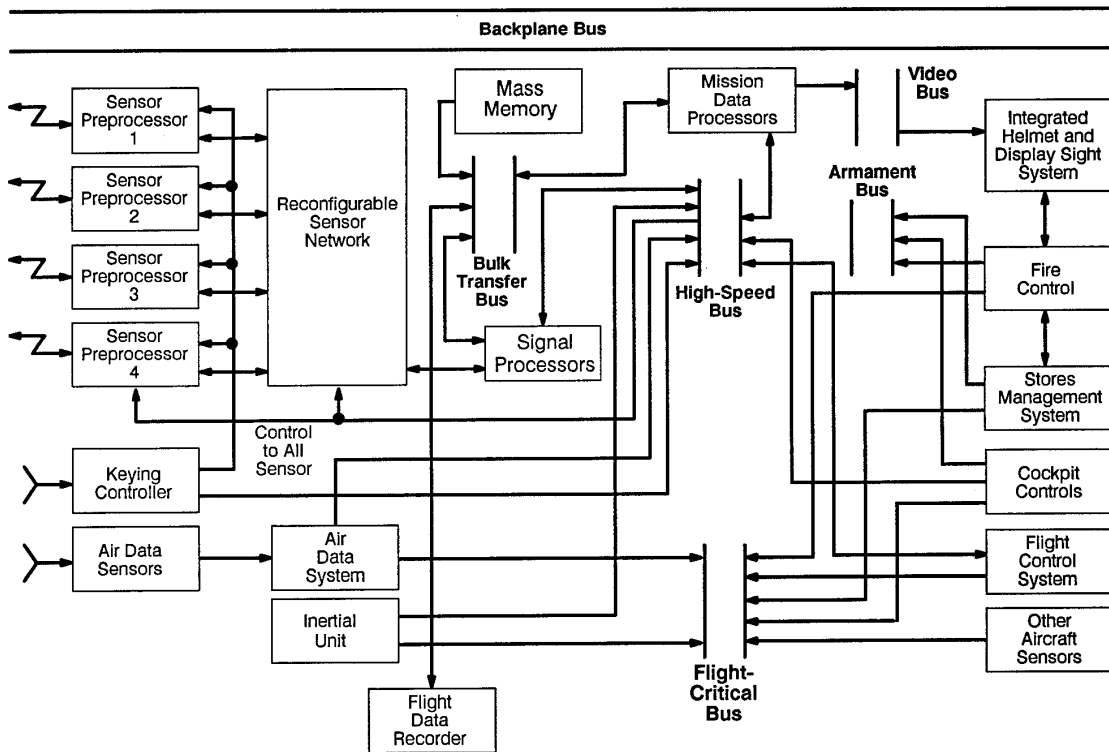 Backplane Bus
Sensor
Preprocessor
1
Sensor
Preprocessor
2
Sensor
Preprocessor
3
Sensor
Preprocessor
4
Reconfigurable
Sensor
Network
Mass
Memory
Bulk
Transfer
Bus
Signal
Processors
Mission
Data
Processors
High-Speed
Bus
Video
Bus
Armament
Bus
Integrated
Helmet and
Display Sight
System
Fire
Control
Stores
Management
System
Cockpit
Controls
Flight
Control
System
Other
Aircraft
Sensors
Control
to All
Sensor
Keying
Controller
Air Data
Sensors
Air
Data
System
Inertial
Unit
Flight
Data
Recorder
Flight-
Critical
Bus